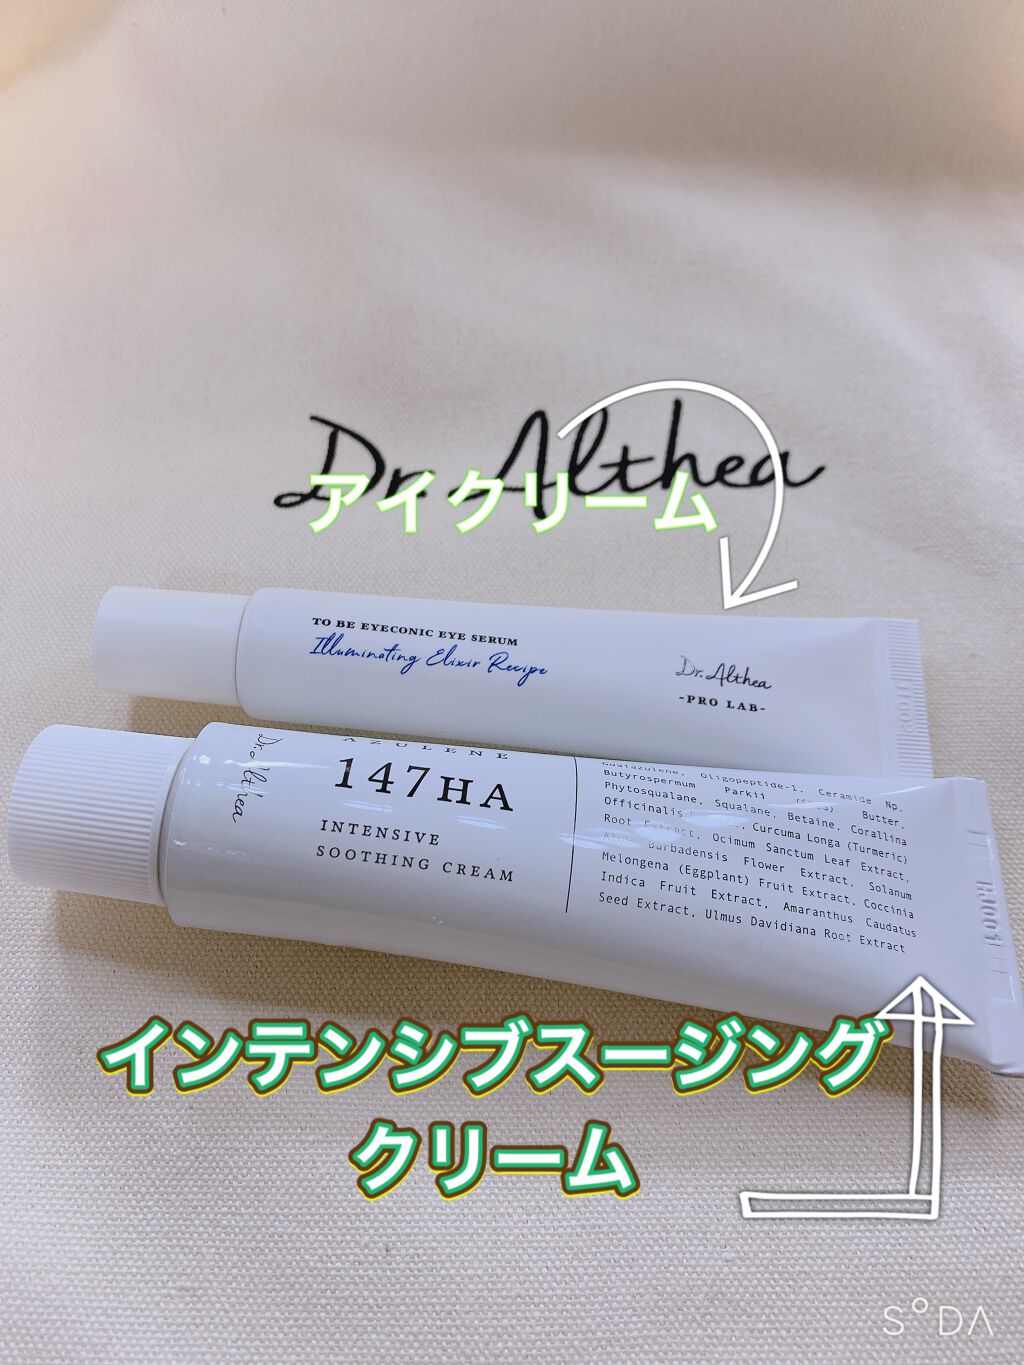 Dr. Althea
アイクリーム
TO BE EYECONIC EYE SERUM
Illuminating Elixir Recipe
Dr. Althea
-PRO LAB-
Dr. Althea
AZULENE
147HA
INTENSIVE
SOOTHING CREAM
Guaiazulene, Oligopeptide-1, Ceramide Np,
Butyrospermum Parkii Butter,
Phytosqualane, Squalane, Betaine, Corallina
Officinalis Curcuma Longa (Turmeric)
Root Extract, Ocimum Sanctum Leaf Extract,
Aloe Barbadensis Flower Extract, Solanum
Melongena (Eggplant) Fruit Extract, Coccinia
Indica Fruit Extract, Amaranthus Caudatus
Seed Extract, Ulmus Davidiana Root Extract
インテンシブスージング
クリーム
SODA